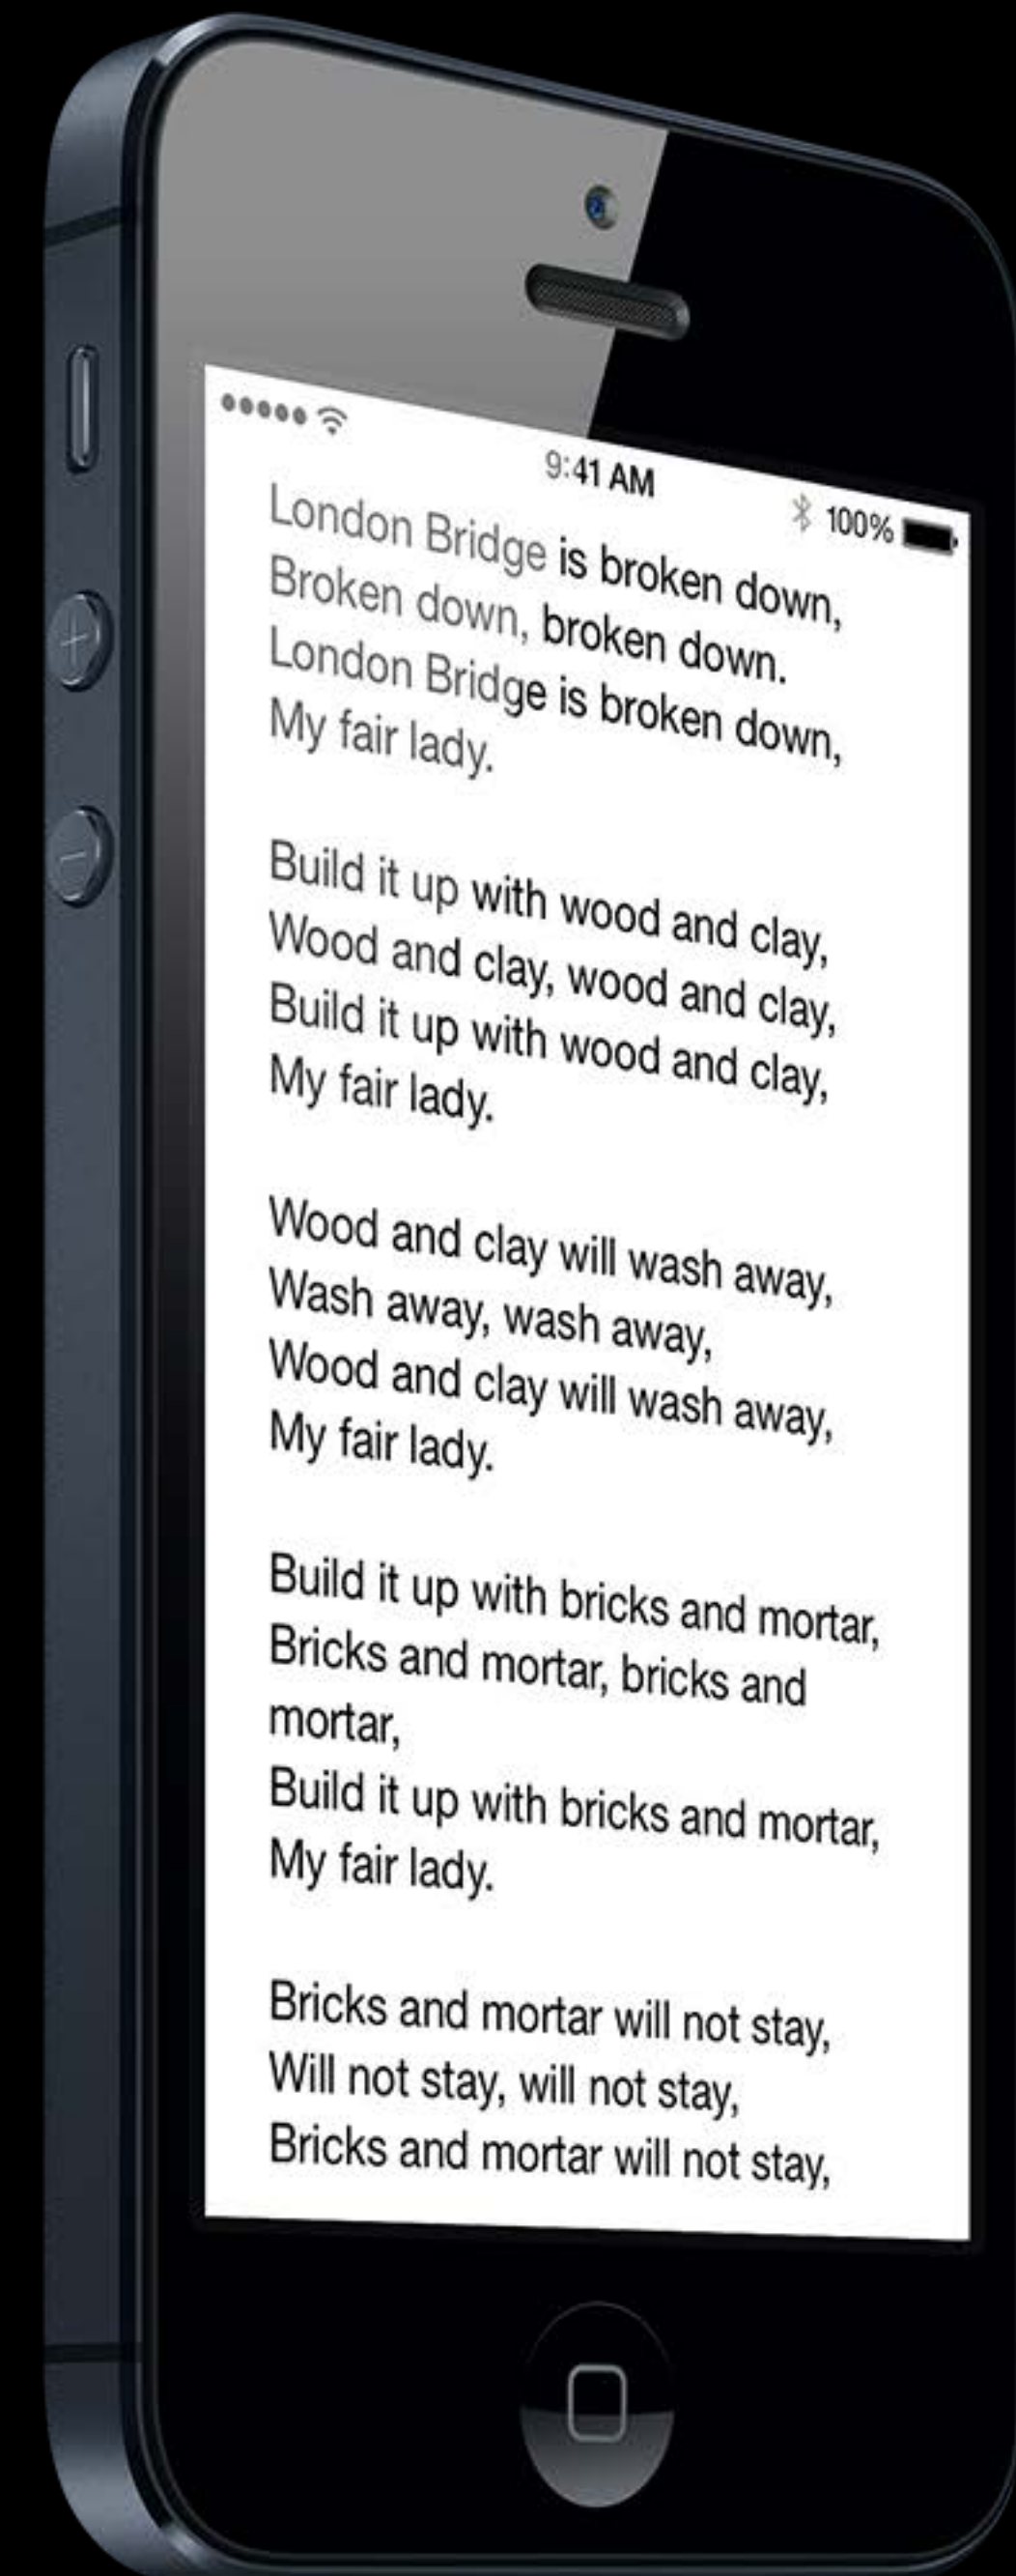 9:41 AM 100%
London Bridge is broken down,
Broken down, broken down.
London Bridge is broken down,
My fair lady.
Build it up with wood and clay,
Wood and clay, wood and clay,
Build it up with wood and clay,
My fair lady.
Wood and clay will wash away,
Wash away, wash away,
Wood and clay will wash away,
My fair lady.
Build it up with bricks and mortar,
Bricks and mortar, bricks and
mortar,
Build it up with bricks and mortar,
My fair lady.
Bricks and mortar will not stay,
Will not stay, will not stay,
Bricks and mortar will not stay,